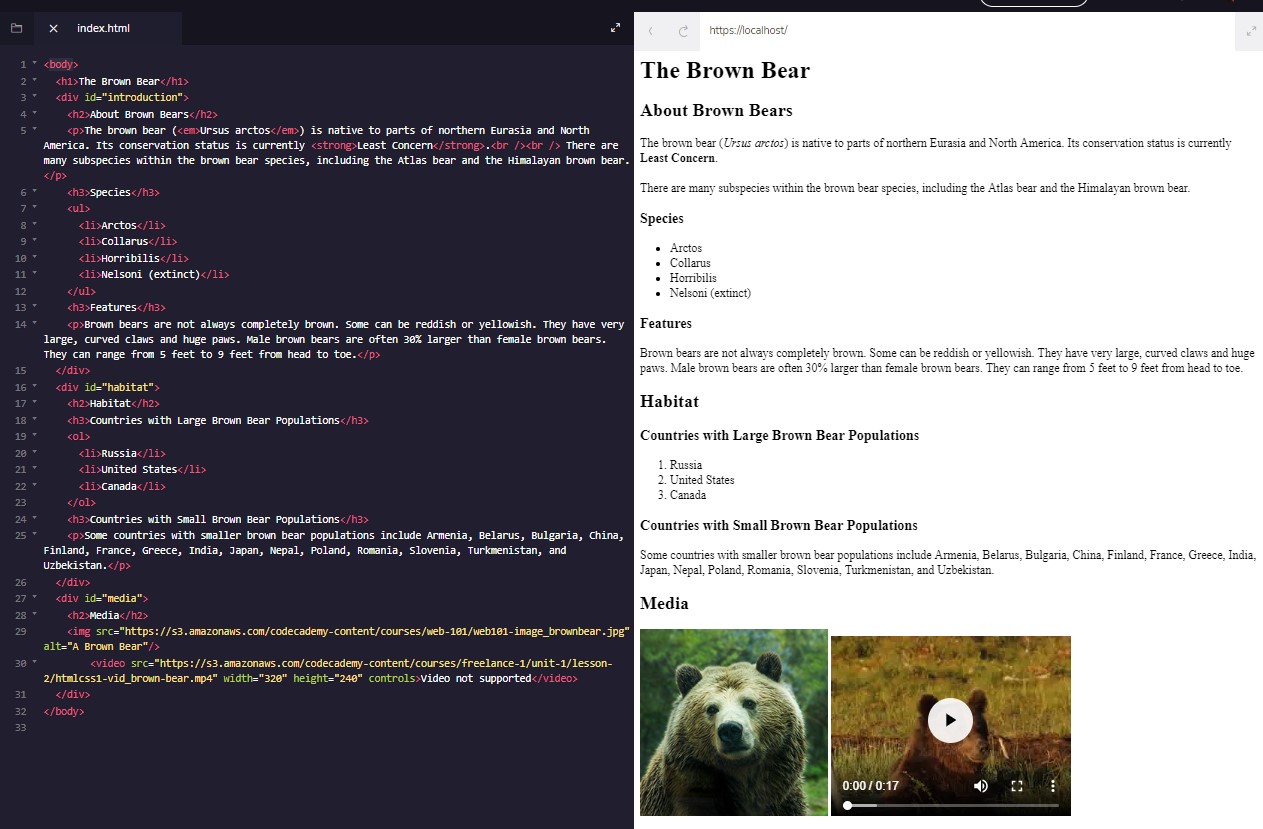 index.html
1 <body>
2 <h1>The Brown Bear</h1>
3 <div id="introduction">
4 <h2>About Brown Bears</h2>
5 <p>The brown bear (<em>Ursus arctos</em>) is native to parts of northern Eurasia and North
America. Its conservation status is currently <strong>Least Concern</strong>.<br /><br /> There are
many subspecies within the brown bear species, including the Atlas bear and the Himalayan brown bear.
</p>
6 <h3>Species</h3>
7 <ul>
8 <li>Arctos</li>
9 <li>Collarus</li>
10 <li>Horribilis</li>
11 <li>Nelsoni (extinct)</li>
12 </ul>
13 <h3>Features</h3>
14 <p>Brown bears are not always completely brown. Some can be reddish or yellowish. They have very
large, curved claws and huge paws. Male brown bears are often 30% larger than female brown bears.
They can range from 5 feet to 9 feet from head to toe.</p>
15 </div>
16 <div id="habitat">
17 <h2>Habitat</h2>
18 <h3>Countries with Large Brown Bear Populations</h3>
19 <ol>
20 <li>Russia</li>
21 <li>United States</li>
22 <li>Canada</li>
23 </ol>
24 <h3>Countries with Small Brown Bear Populations</h3>
25 <p>Some countries with smaller brown bear populations include Armenia, Belarus, Bulgaria, China,
Finland, France, Greece, India, Japan, Nepal, Poland, Romania, Slovenia, Turkmenistan, and
Uzbekistan.</p>
26 </div>
27 <div id="media">
28 <h2>Media</h2>
29 <img src="https://s3.amazonaws.com/codecademy-content/courses/web-101/web101-image_brownbear.jpg"
alt="A Brown Bear"/>
30 <video src="https://s3.amazonaws.com/codecademy-content/courses/freelance-1/unit-1/lesson-
2/htmlcss1-vid_brown-bear.mp4" width="320" height="240" controls>Video not supported</video>
31 </div>
32 </body>
33
https://localhost/
The Brown Bear
About Brown Bears
The brown bear (Ursus arctos) is native to parts of northern Eurasia and North America. Its conservation status is currently
Least Concern.
There are many subspecies within the brown bear species, including the Atlas bear and the Himalayan brown bear.
Species
• Arctos
• Collarus
• Horribilis
• Nelsoni (extinct)
Features
Brown bears are not always completely brown. Some can be reddish or yellowish. They have very large, curved claws and huge
paws. Male brown bears are often 30% larger than female brown bears. They can range from 5 feet to 9 feet from head to toe.
Habitat
Countries with Large Brown Bear Populations
1. Russia
2. United States
3. Canada
Countries with Small Brown Bear Populations
Some countries with smaller brown bear populations include Armenia, Belarus, Bulgaria, China, Finland, France, Greece, India,
Japan, Nepal, Poland, Romania, Slovenia, Turkmenistan, and Uzbekistan.
Media
0:00 / 0:17